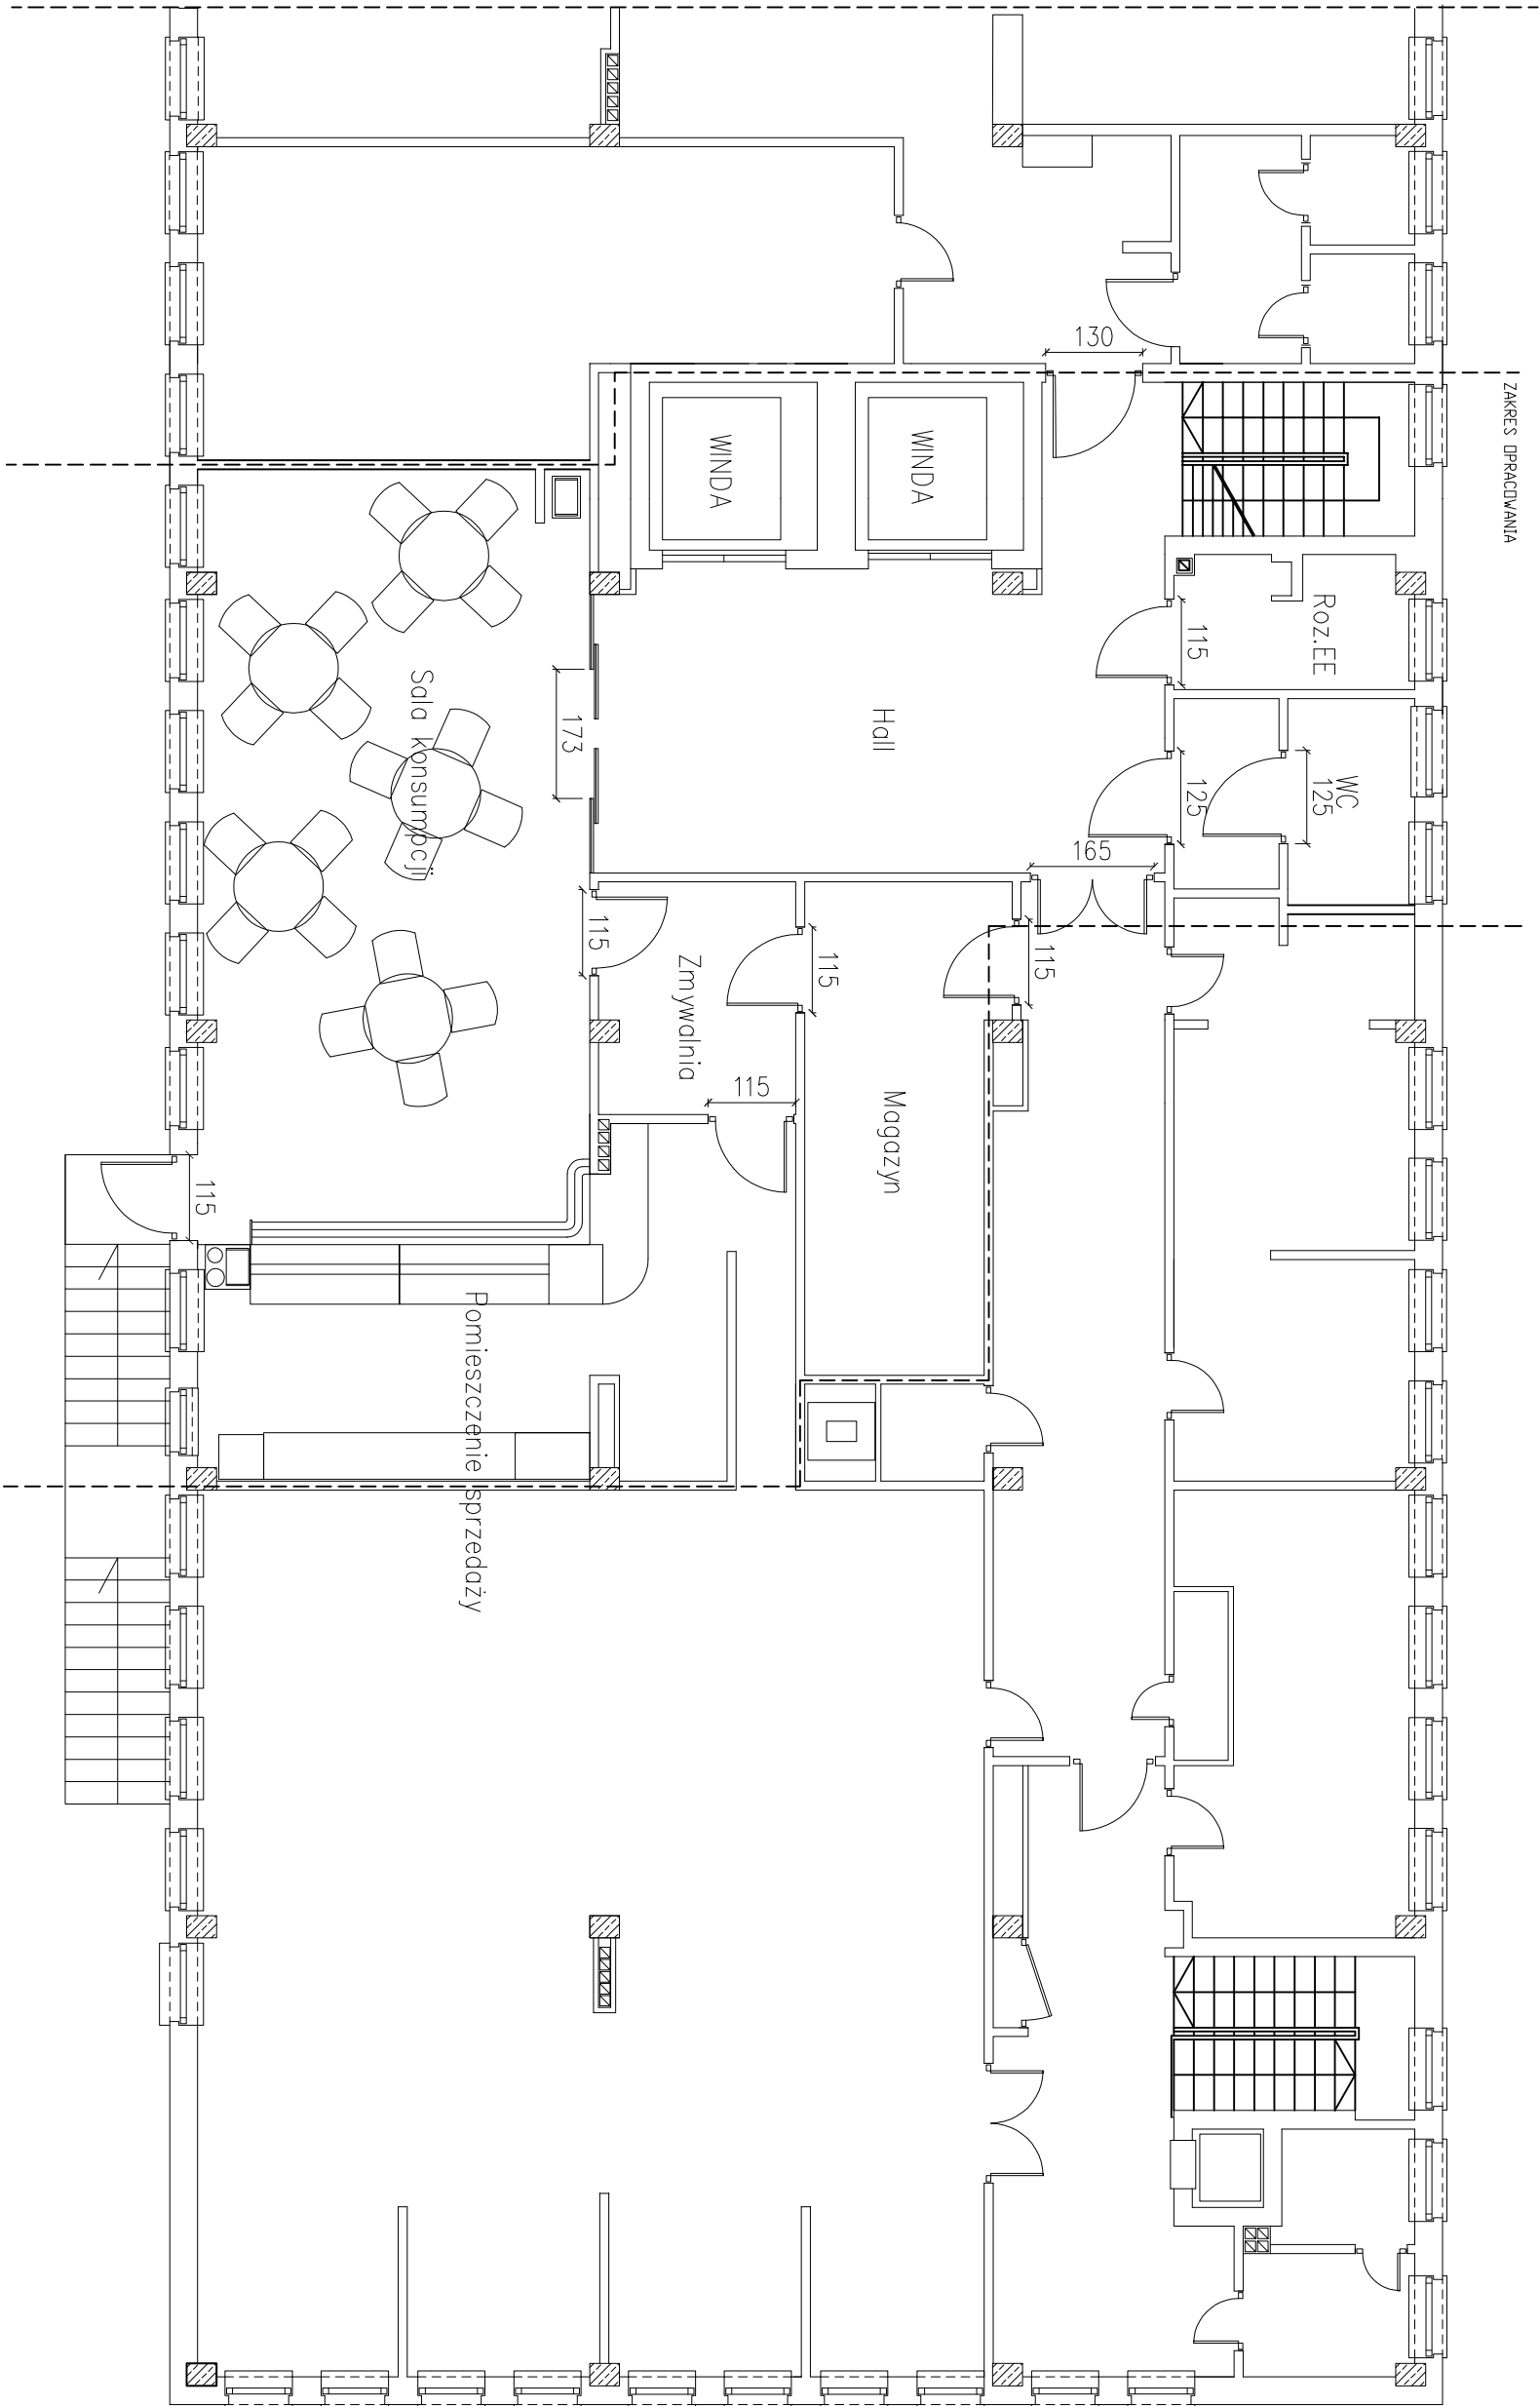 ZAKRES OPRACOWANIA
130
WINDA
WINDA
Roz.EE
115
WC
125
125
Hall
165
173
Sala konsumpcji
115
115
115
Zmywalnia
115
Magazyn
115
Pomieszczenie sprzedaży